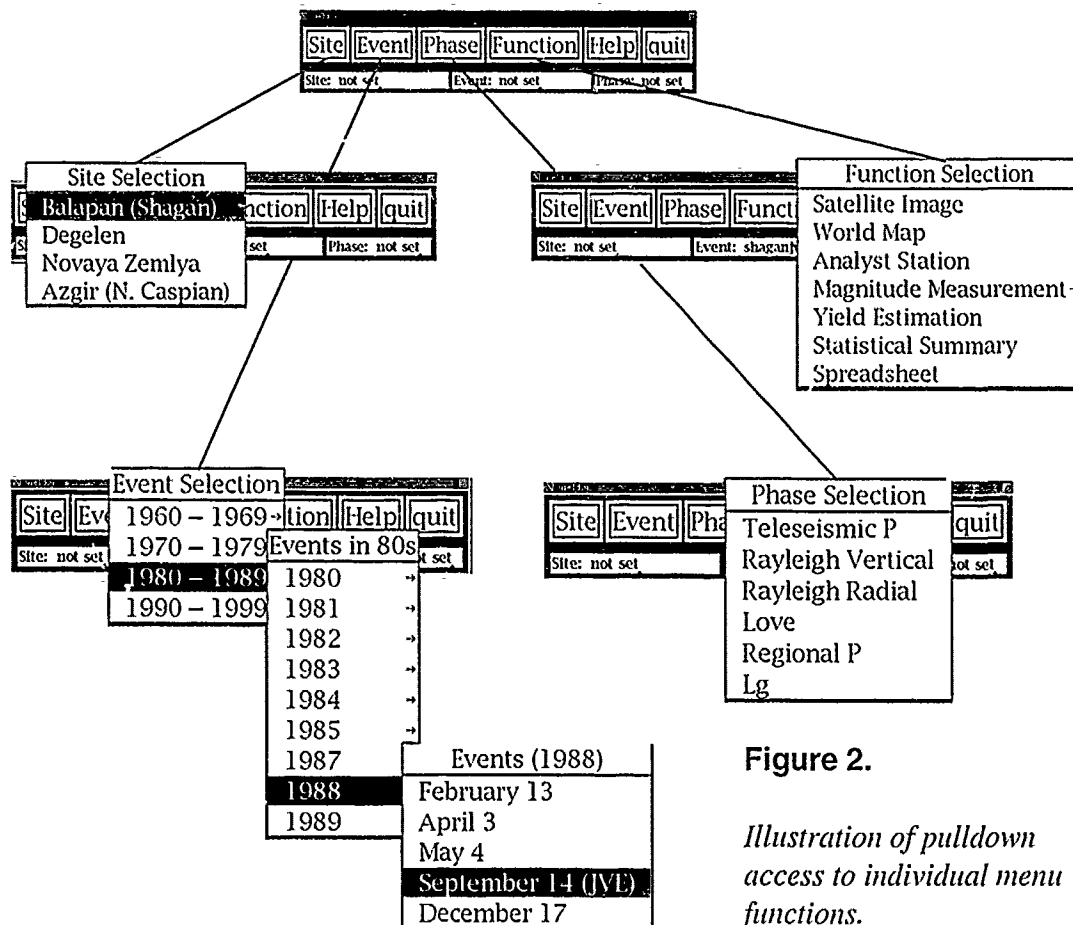 Site Event Phase Function Help quit
Site: not set Event: not set Phase: not set
Site Selection
Balapan (Shagan)
Degelen
Novaya Zemlya
Azgir (N. Caspian)
nction Help quit
set Phase: not set
Site Event Phase Functi
Site: not set Event: shagan
Function Selection
Satellite Image
World Map
Analyst Station
Magnitude Measurement
Yield Estimation
Statistical Summary
Spreadsheet
Site Eve tion Help quit
Site: not set ot set
Event Selection
1960 – 1969→
1970 – 1979
1980 – 1989
1990 – 1999
Events in 80s
1980 →
1981 →
1982 →
1983 →
1984 →
1985 →
1987
1988
1989
Events (1988)
February 13
April 3
May 4
September 14 (JVE)
December 17
Site Event Pha quit
Site: not set not set
Phase Selection
Teleseismic P
Rayleigh Vertical
Rayleigh Radial
Love
Regional P
Lg
Figure 2.
Illustration of pulldown
access to individual menu
functions.